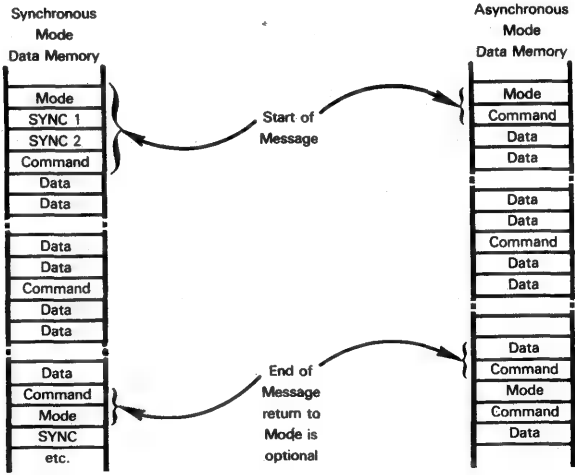 Synchronous
Mode
Data Memory
Mode
SYNC 1
SYNC 2
Command
Data
Data
Data
Data
Command
Data
Data
Data
Command
Mode
SYNC
etc.
Start of
Message
End of
Message
return to
Mode is
optional
Asynchronous
Mode
Data Memory
Mode
Command
Data
Data
Data
Data
Command
Data
Data
Data
Command
Mode
Command
Data